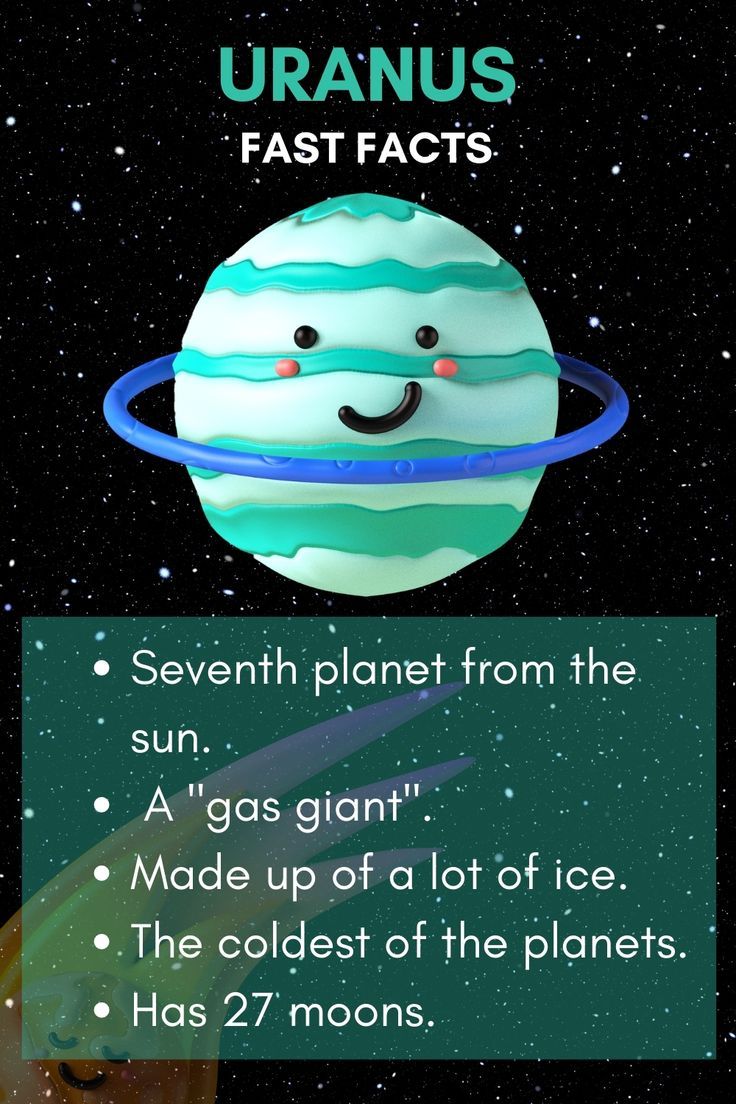 URANUS
FAST FACTS
• Seventh planet from the
sun.
• A "gas giant".
• Made up of a lot of ice.
• The coldest of the planets.
• Has 27 moons.